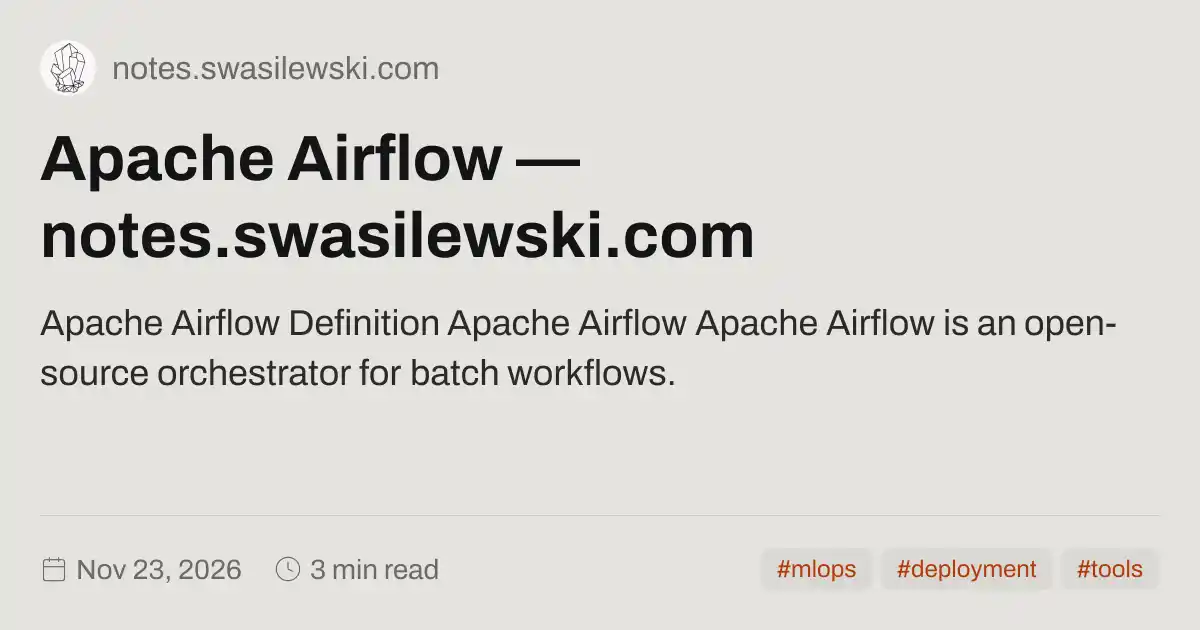 notes.swasilewski.com
Apache Airflow —
notes.swasilewski.com
Apache Airflow Definition Apache Airflow Apache Airflow is an open-
source orchestrator for batch workflows.
Nov 23, 2026 3 min read #mlops #deployment #tools